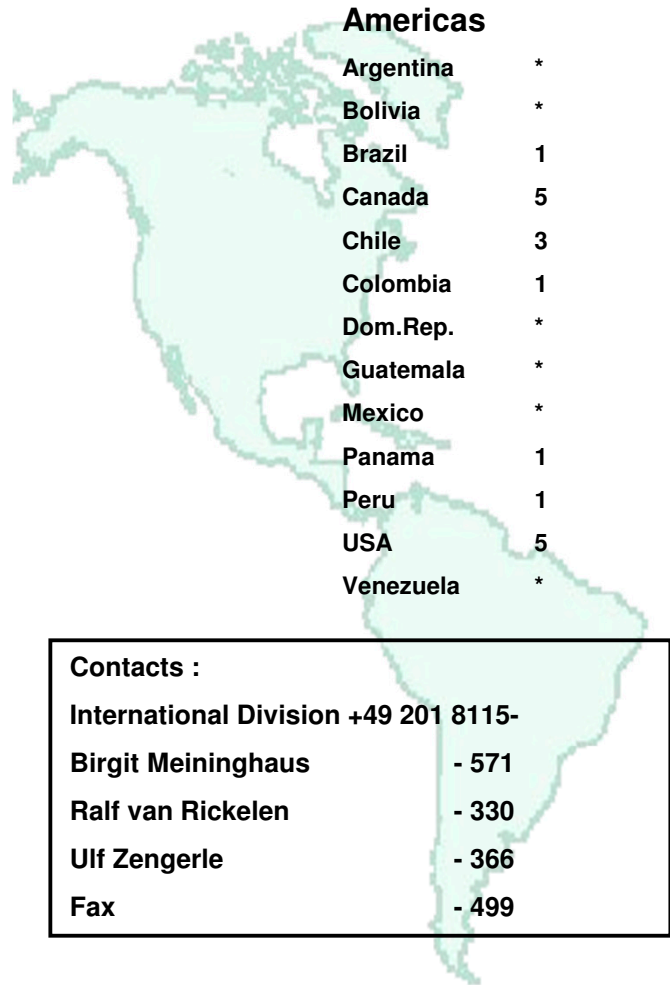 Americas
Argentina *
Bolivia *
Brazil 1
Canada 5
Chile 3
Colombia 1
Dom.Rep. *
Guatemala *
Mexico *
Panama 1
Peru 1
USA 5
Venezuela *
Contacts :
International Division +49 201 8115-
Birgit Meininghaus - 571
Ralf van Rickelen - 330
Ulf Zengerle - 366
Fax - 499